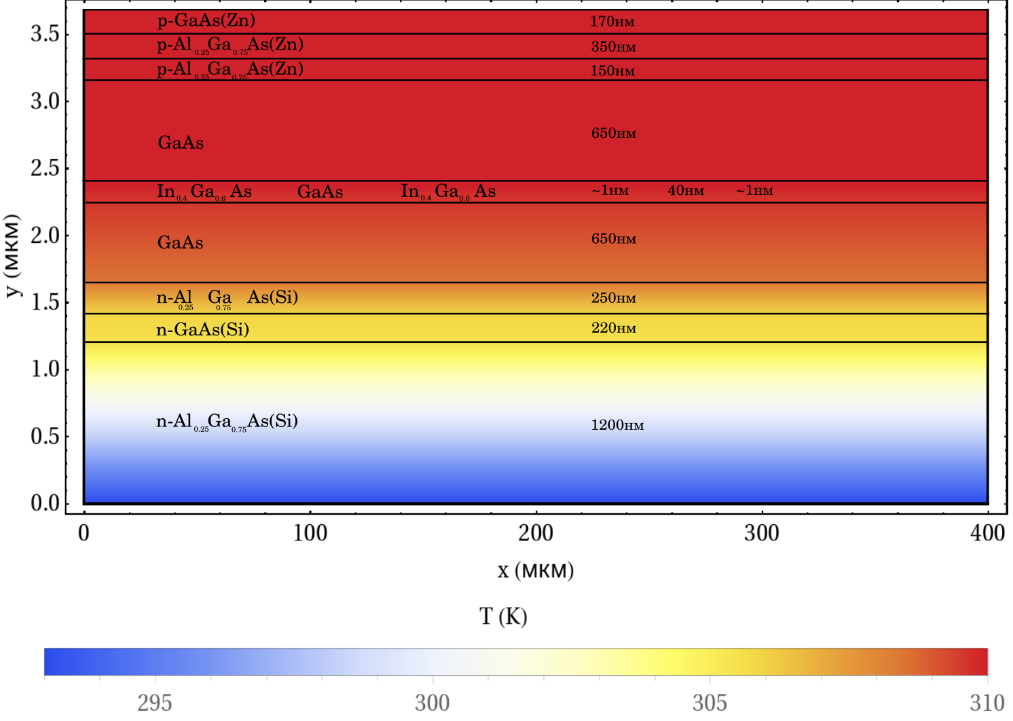 3.5
3.0
2.5
2.0
1.5
1.0
0.5
0.0
y (мкм)
p-GaAs(Zn) 170нм
p-Al0.25Ga0.75As(Zn) 350нм
p-Al0.25Ga0.75As(Zn) 150нм
GaAs 650нм
In0.4Ga0.6As GaAs In0.4Ga0.6As ~1нм 40нм ~1нм
GaAs 650нм
n-Al0.25Ga0.75As(Si) 250нм
n-GaAs(Si) 220нм
n-Al0.25Ga0.75As(Si) 1200нм
0 100 200 300 400
x (мкм)
T (K)
295 300 305 310